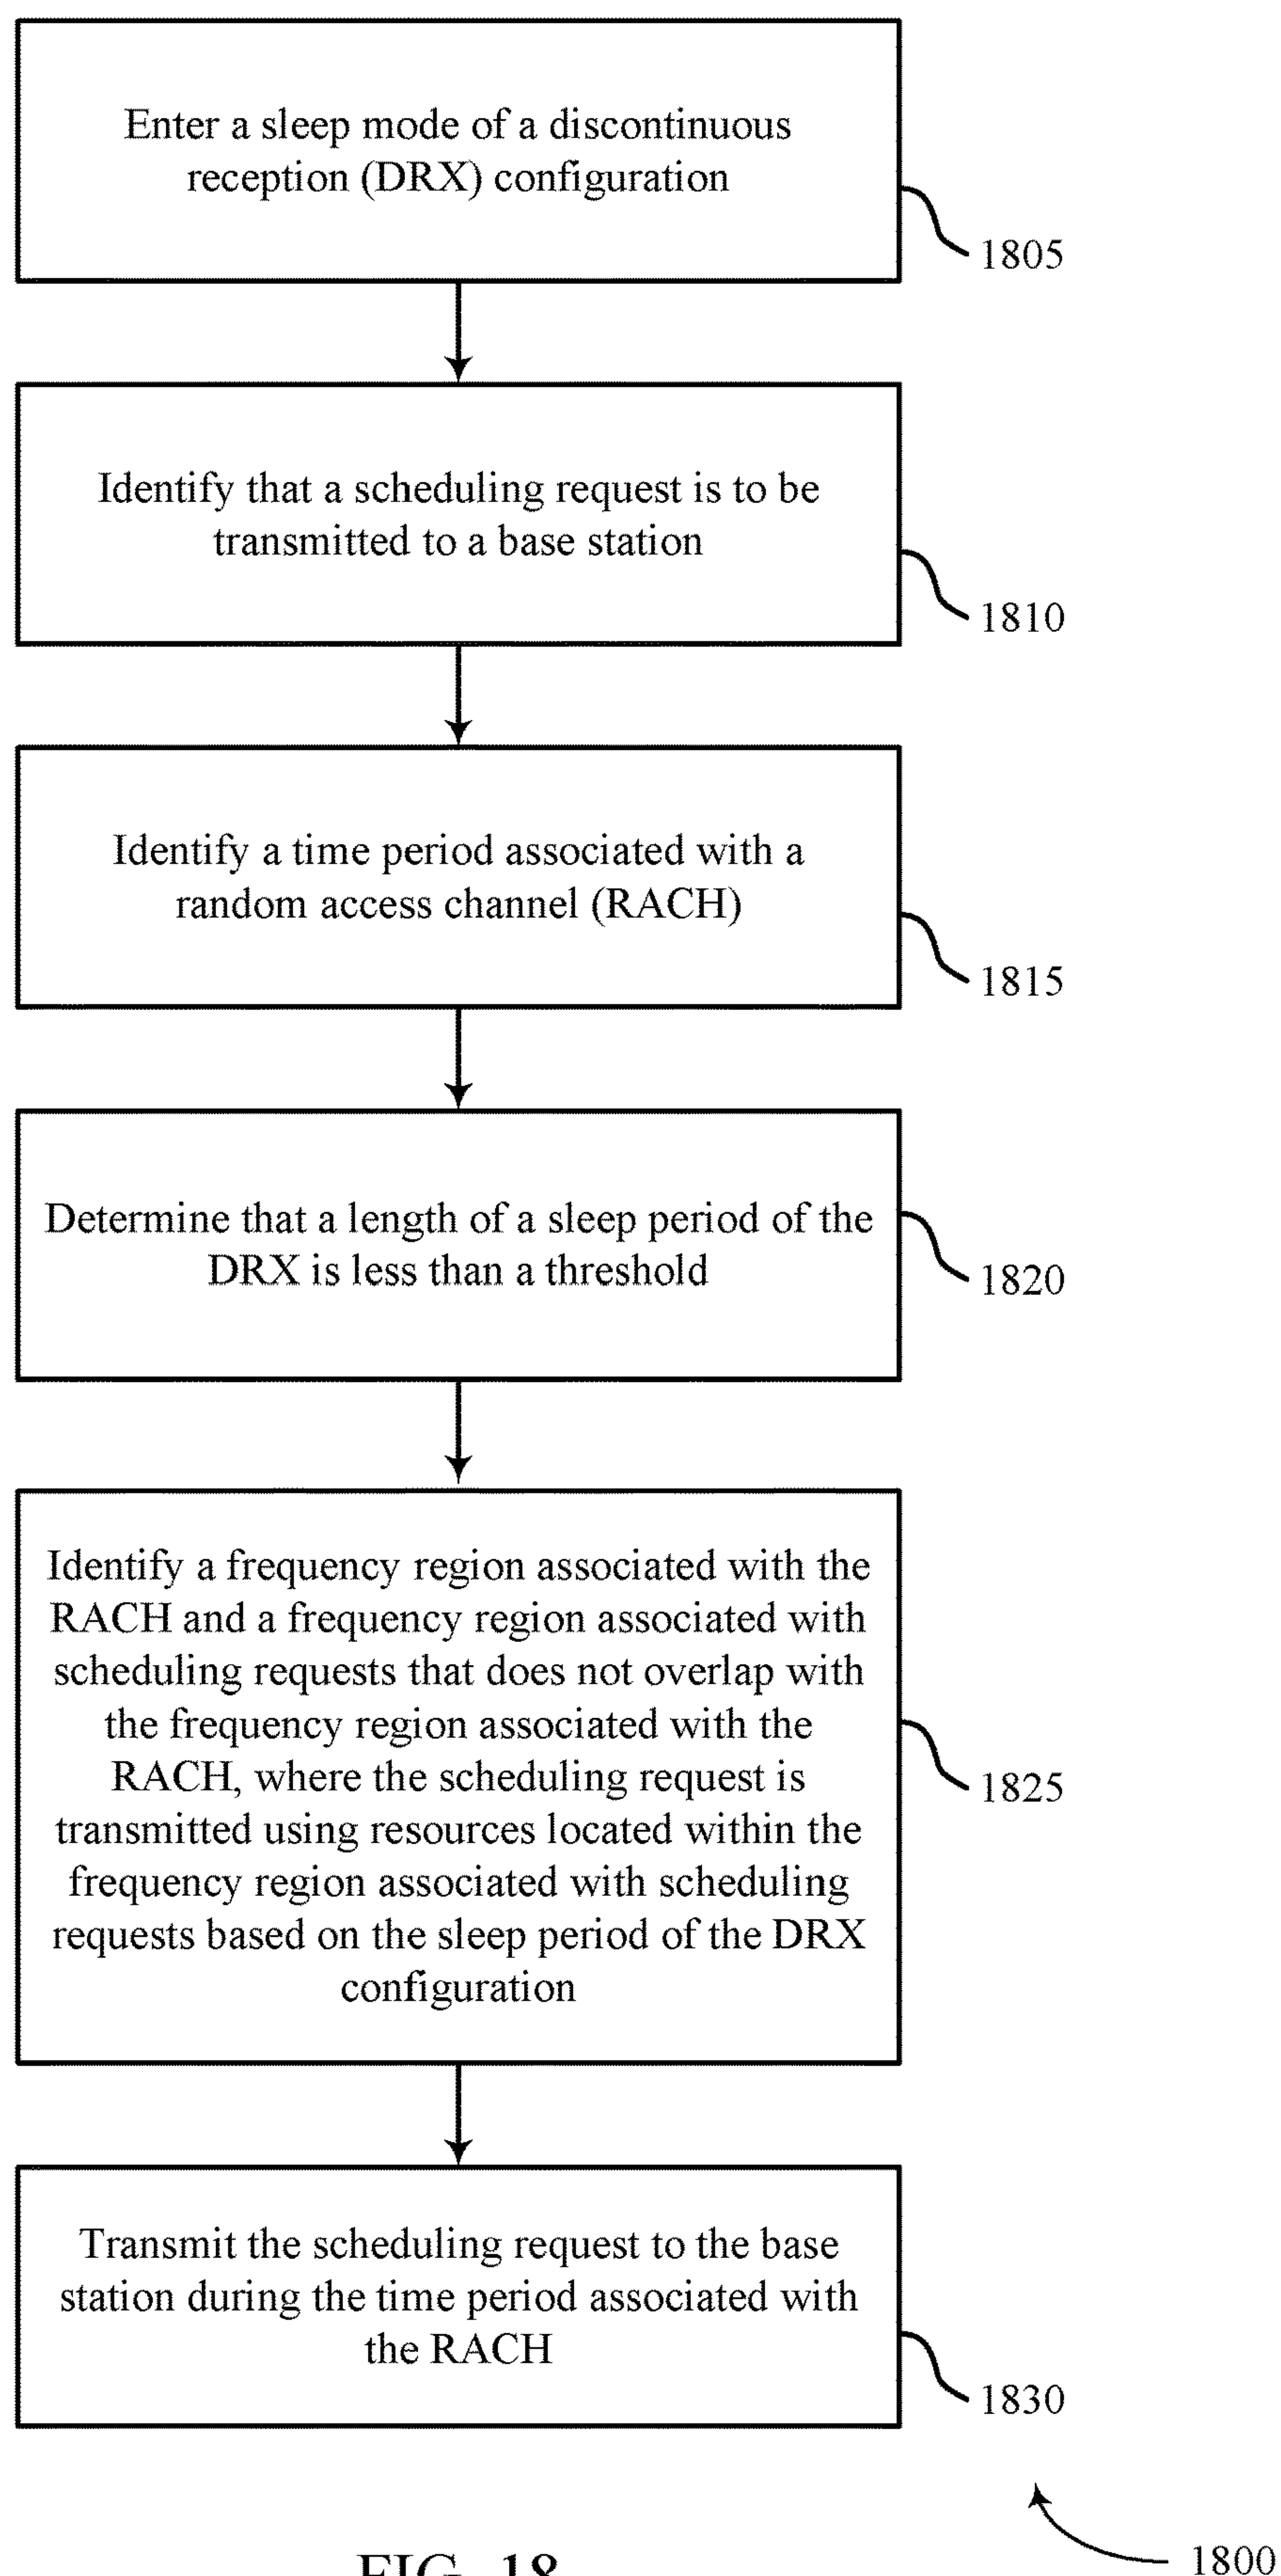 Enter a sleep mode of a discontinuous
reception (DRX) configuration
1805
Identify that a scheduling request is to be
transmitted to a base station
1810
Identify a time period associated with a
random access channel (RACH)
1815
Determine that a length of a sleep period of the
DRX is less than a threshold
1820
Identify a frequency region associated with the
RACH and a frequency region associated with
scheduling requests that does not overlap with
the frequency region associated with the
RACH, where the scheduling request is
transmitted using resources located within the
frequency region associated with scheduling
requests based on the sleep period of the DRX
configuration
1825
Transmit the scheduling request to the base
station during the time period associated with
the RACH
1830
1800
FIG. 18